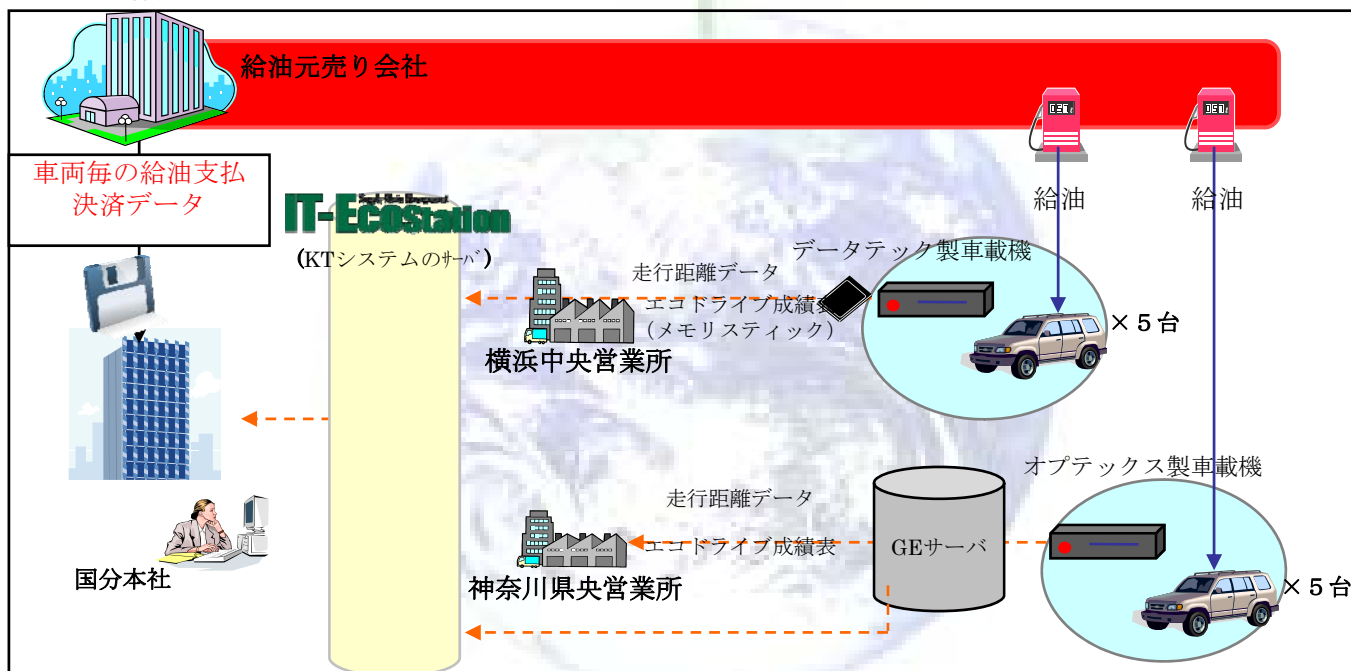 給油元売り会社
車両毎の給油支払
決済データ
給油
給油
IT-ECOStation
(KTシステムのサーバ)
データテック製車載機
走行距離データ
エコドライブ成績表
(メモリスティック)
横浜中央営業所
×５台
オプテックス製車載機
走行距離データ
エコドライブ成績表
GEサーバ
神奈川県央営業所
×５台
国分本社